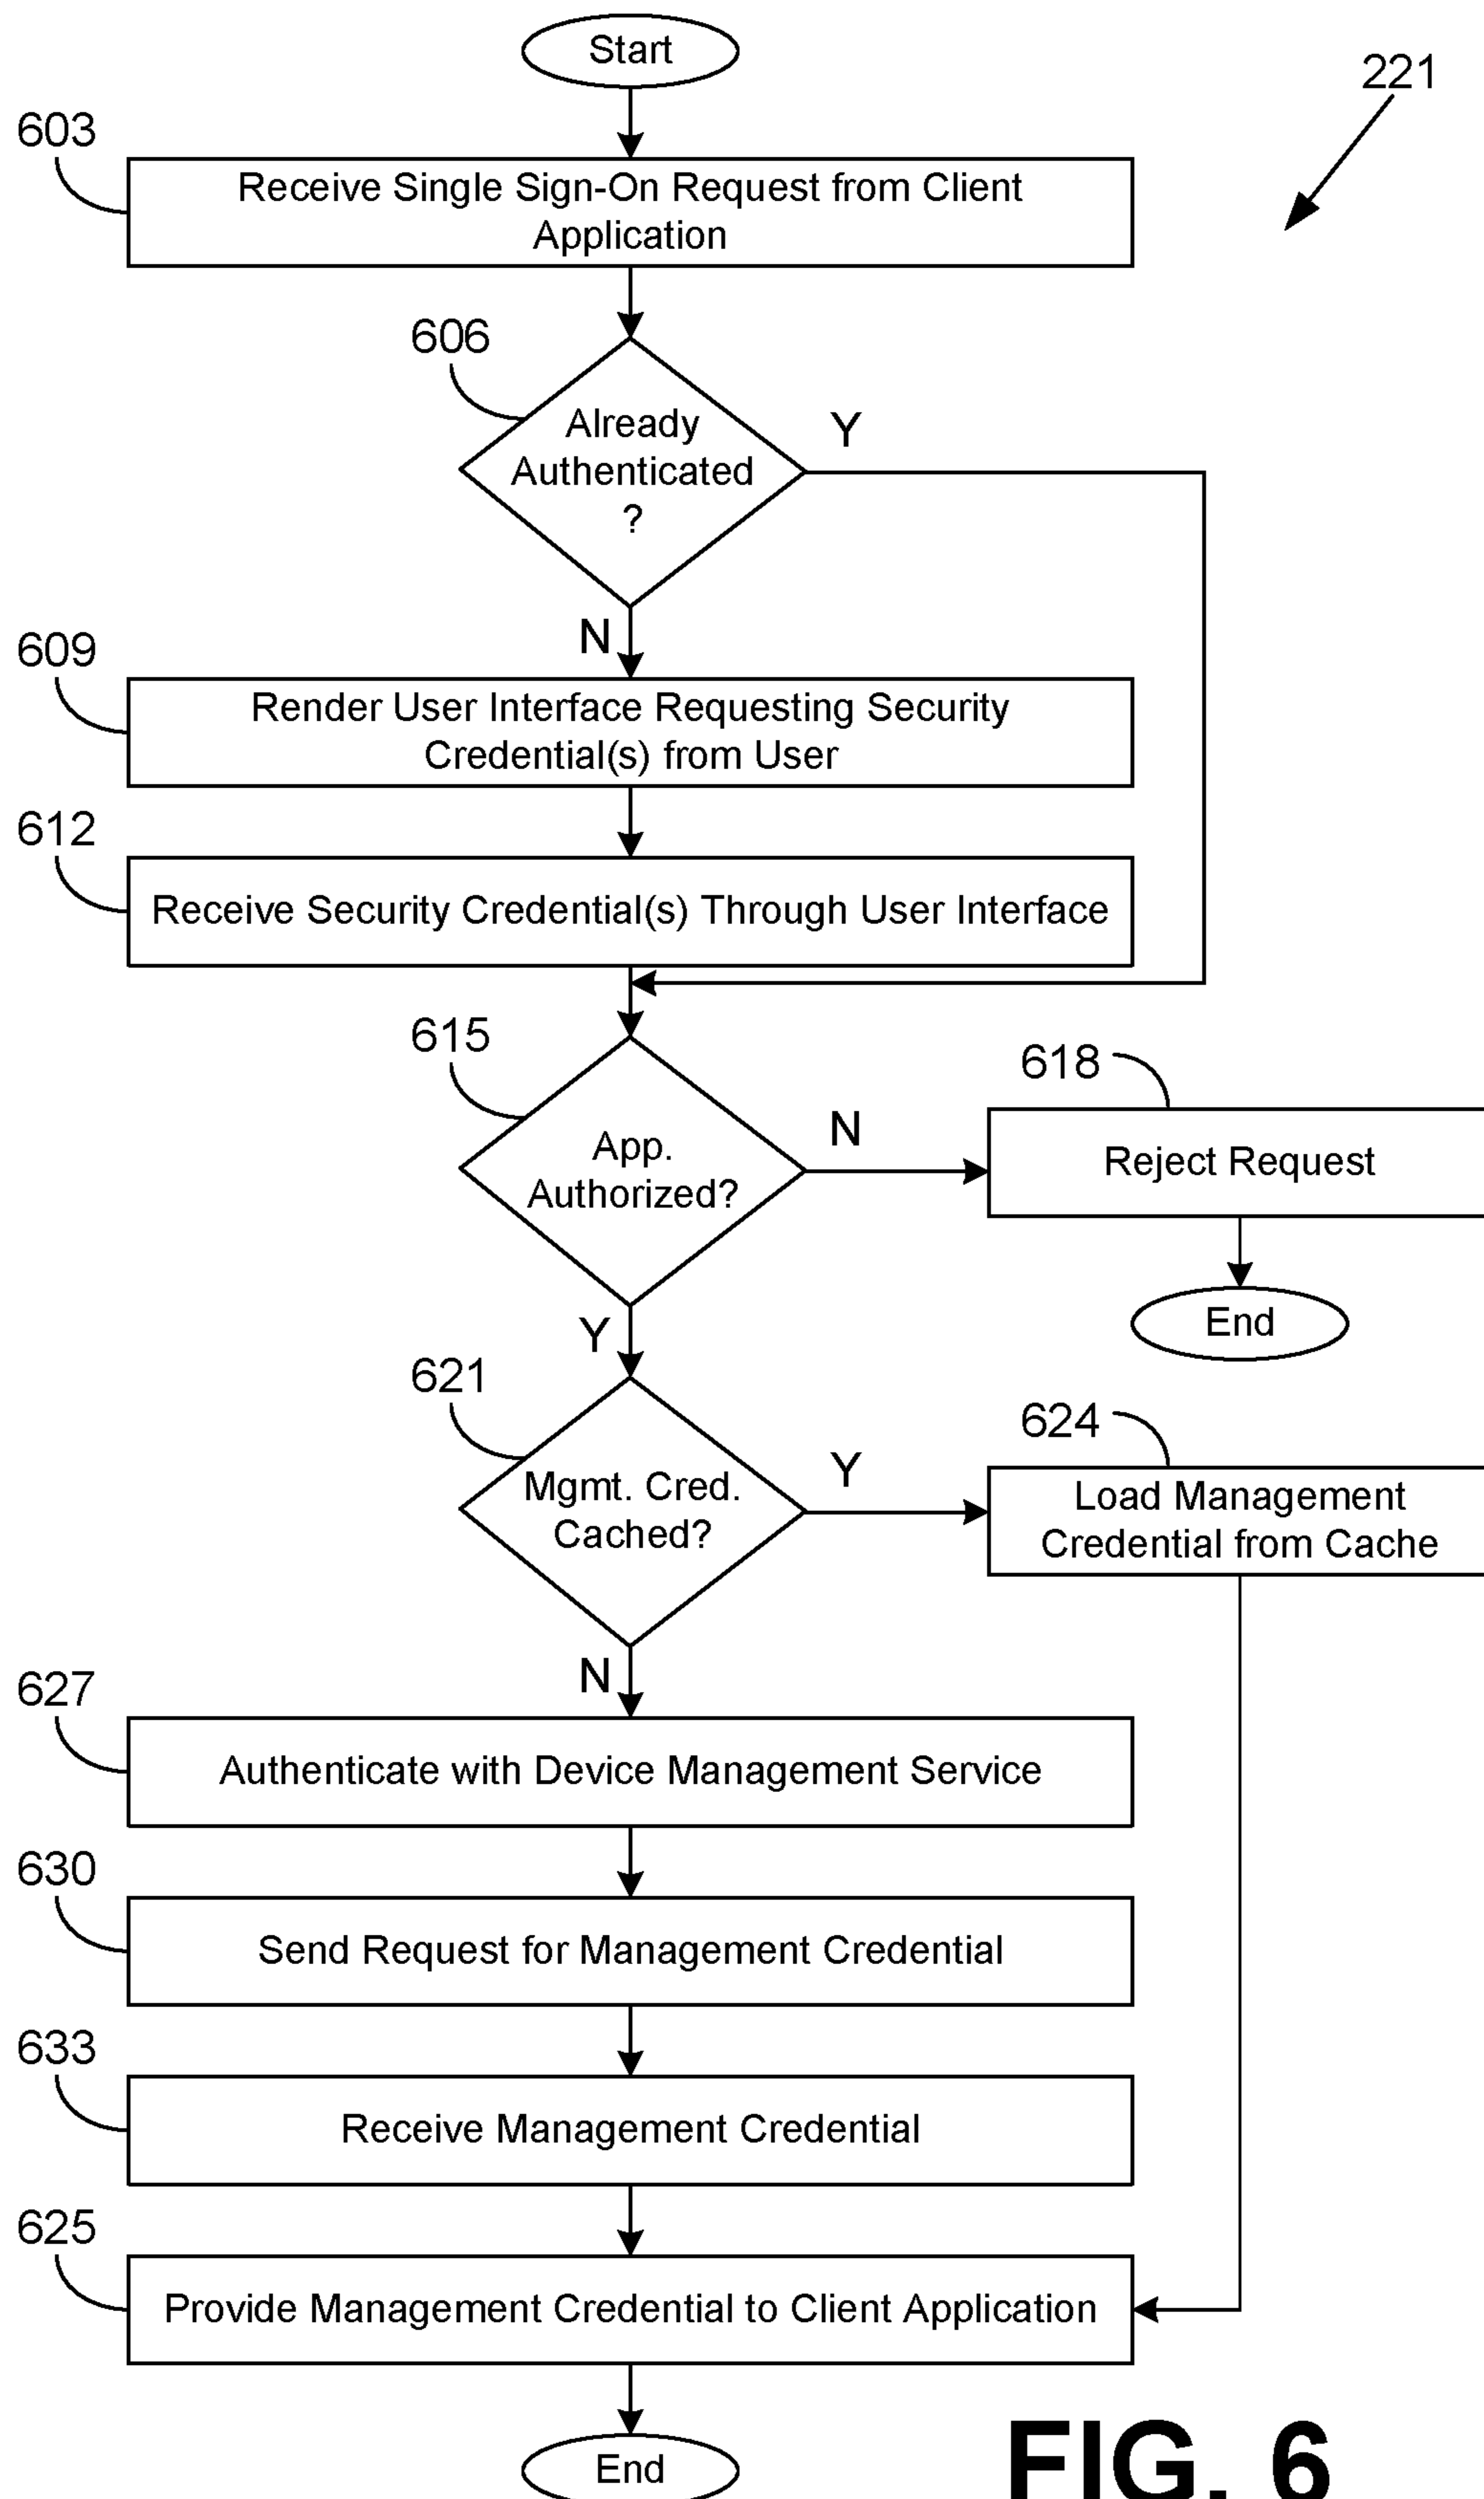 Start
221
603
Receive Single Sign-On Request from Client
Application
606
Already
Authenticated
?
Y
N
609
Render User Interface Requesting Security
Credential(s) from User
612
Receive Security Credential(s) Through User Interface
615
App.
Authorized?
N
618
Reject Request
End
Y
621
Mgmt. Cred.
Cached?
Y
624
Load Management
Credential from Cache
N
627
Authenticate with Device Management Service
630
Send Request for Management Credential
633
Receive Management Credential
625
Provide Management Credential to Client Application
End
FIG. 6